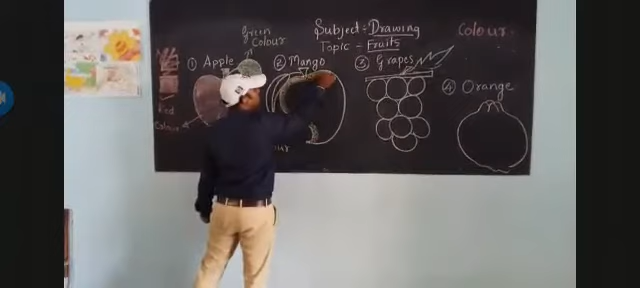 Subject:- Drawing
Topic - Fruits
Colour
Green
Colour
① Apple
② Mango
③ Grapes
④ Orange
Red
Colour